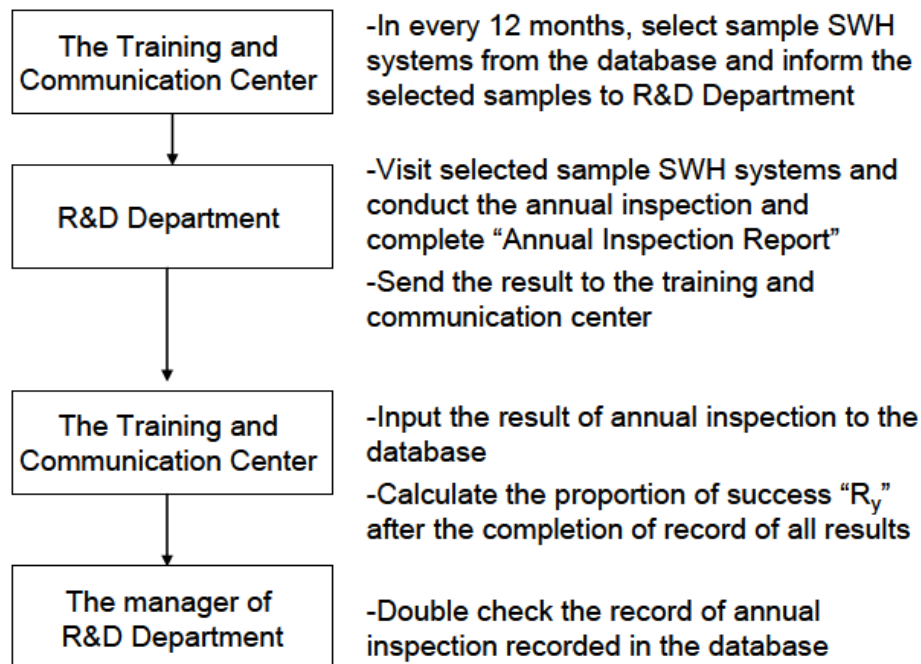 The Training and
Communication Center
-In every 12 months, select sample SWH
systems from the database and inform the
selected samples to R&D Department
R&D Department
-Visit selected sample SWH systems and
conduct the annual inspection and
complete “Annual Inspection Report”
-Send the result to the training and
communication center
The Training and
Communication Center
-Input the result of annual inspection to the
database
-Calculate the proportion of success “Ry”
after the completion of record of all results
The manager of
R&D Department
-Double check the record of annual
inspection recorded in the database